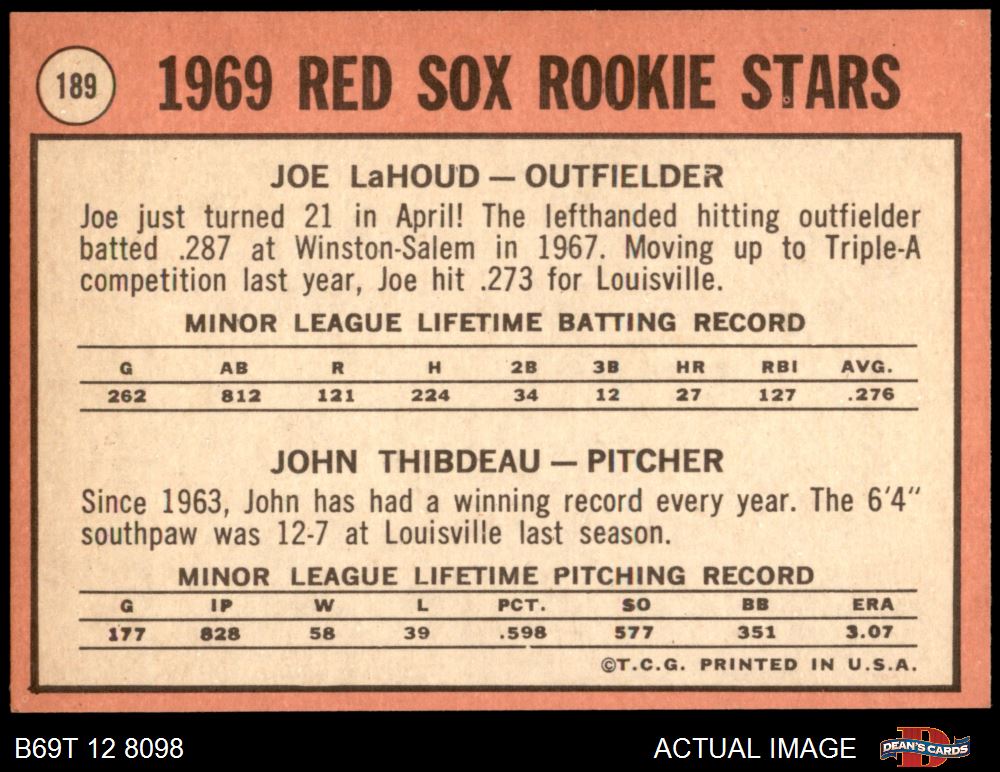 189
1969 RED SOX ROOKIE STARS
JOE LaHOUD — OUTFIELDER
Joe just turned 21 in April! The lefthanded hitting outfielder
batted .287 at Winston-Salem in 1967. Moving up to Triple-A
competition last year, Joe hit .273 for Louisville.
MINOR LEAGUE LIFETIME BATTING RECORD
G AB R H 2B 3B HR RBI AVG.
262 812 121 224 34 12 27 127 .276
JOHN THIBDEAU — PITCHER
Since 1963, John has had a winning record every year. The 6'4"
southpaw was 12-7 at Louisville last season.
MINOR LEAGUE LIFETIME PITCHING RECORD
G IP W L PCT. SO BB ERA
177 828 58 39 .598 577 351 3.07
©T.C.G. PRINTED IN U.S.A.
B69T 12 8098 ACTUAL IMAGE DEAN'S CARDS